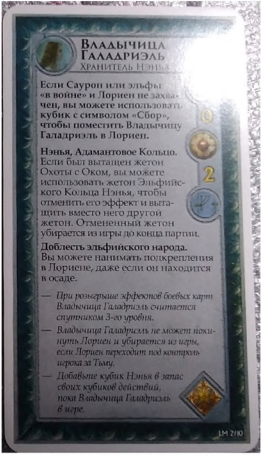 Владычица
Галадриэль
Хранитель Нэнья
Если Саурон или эльфы
"в войне" и Лориен не захва-
чен, вы можете использовать
кубик с символом «Сбор»,
чтобы поместить Владычицу
Галадриэль в Лориен.
Нэнья, Адамантовое Кольцо.
Если был вытащен жетон
Охоты с Оком, вы можете
использовать жетон Эльфийс-
кого Кольца Нэнья, чтобы
отменить его эффект и выта-
щить вместо него другой
жетон. Отмененный жетон
убирается из игры до конца партии.
Доблесть эльфийского народа.
Вы можете нанимать подкрепления
в Лориене, даже если он находится
в осаде.
— При розыгрыше эффектов боевых карт
Владычица Галадриэль считается
спутником 3-го уровня.
— Владычица Галадриэль не может поки-
нуть Лориен и убирается из игры,
если Лориен переходит под контроль
игрока за Тьму.
— Добавьте кубик Нэнья в запас
своих кубиков действий,
пока Владычица Галадриэль
в игре.
0
2
LM 2/10